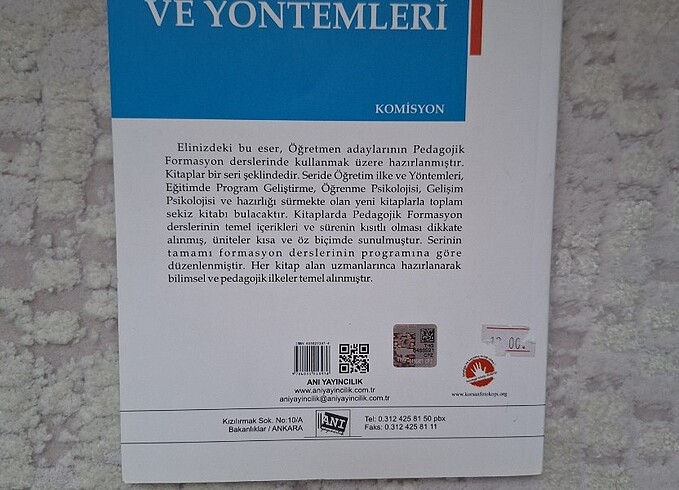 VE YÖNTEMLERİ
KOMİSYON
Elinizdeki bu eser, Öğretmen adaylarının Pedagojik
Formasyon derslerinde kullanmak üzere hazırlanmıştır.
Kitaplar bir seri şeklindedir. Seride Öğretim ilke ve Yöntemleri,
Eğitimde Program Geliştirme, Öğrenme Psikolojisi, Gelişim
Psikolojisi ve hazırlığı sürmekte olan yeni kitaplarla toplam
sekiz kitabı bulacaktır. Kitaplarda Pedagojik Formasyon
derslerinin temel içerikleri ve sürenin kısıtlı olması dikkate
alınmış, üniteler kısa ve öz biçimde sunulmuştur. Serinin
tamamı formasyon derslerinin programına göre
düzenlenmiştir. Her kitap alan uzmanlarınca hazırlanarak
bilimsel ve pedagojik ilkeler temel alınmıştır.
ANI YAYINCILIK
www.aniyayincilik.com.tr
aniyayincilik@aniyayincilik.com.tr
www.korsanfotokopi.org
Kızılırmak Sok. No:10/A
Bakanlıklar / ANKARA
ANI
Tel: 0.312 425 81 50 pbx
Faks: 0.312 425 81 11